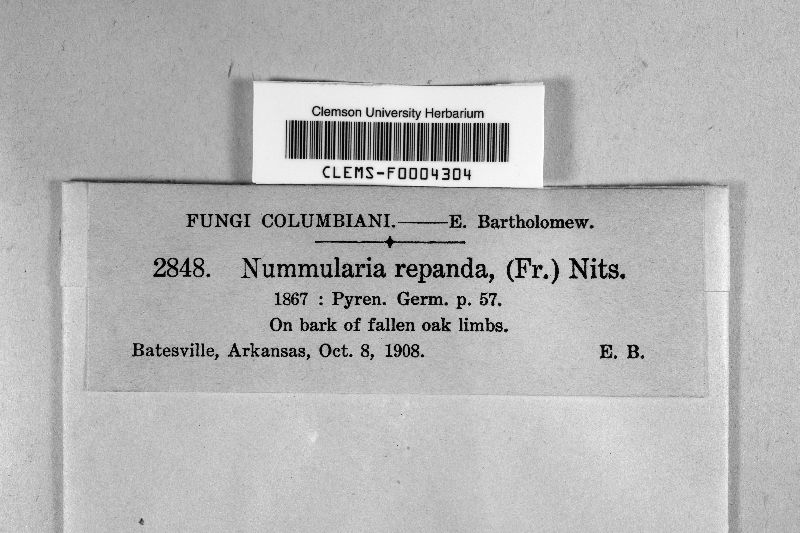 Clemson University Herbarium
CLEMS-F0004304
FUNGI COLUMBIANI.——E. Bartholomew.
2848. Nummularia repanda, (Fr.) Nits.
1867 : Pyren. Germ. p. 57.
On bark of fallen oak limbs.
Batesville, Arkansas, Oct. 8, 1908. E. B.